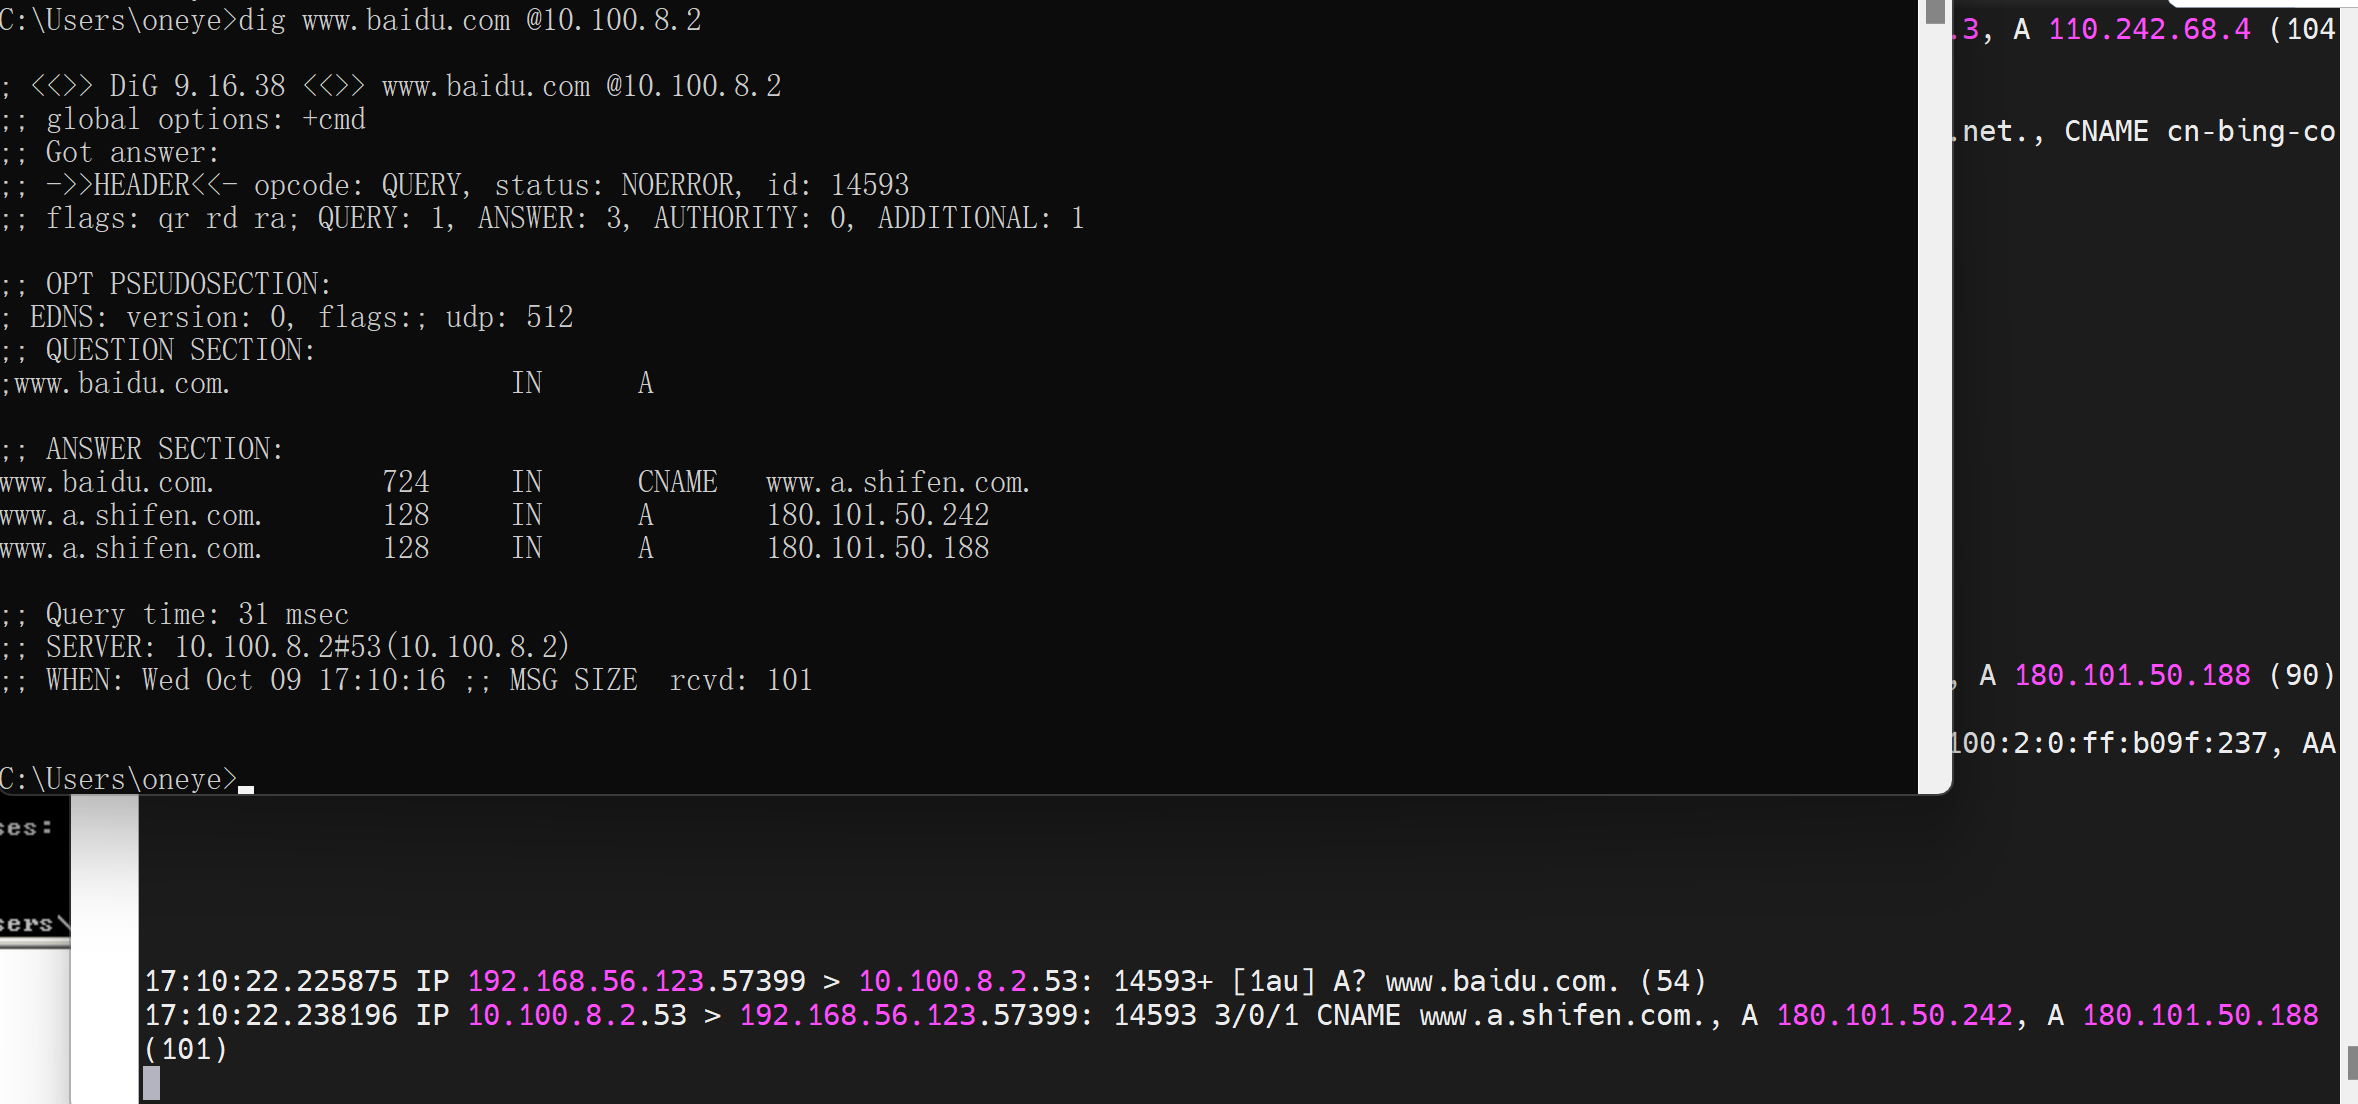 C:\Users\oneye>dig www.baidu.com @10.100.8.2
; <<>> DiG 9.16.38 <<>> www.baidu.com @10.100.8.2
;; global options: +cmd
;; Got answer:
;; ->>HEADER<<- opcode: QUERY, status: NOERROR, id: 14593
;; flags: qr rd ra; QUERY: 1, ANSWER: 3, AUTHORITY: 0, ADDITIONAL: 1
;; OPT PSEUDOSECTION:
; EDNS: version: 0, flags:; udp: 512
;; QUESTION SECTION:
;www.baidu.com. IN A
;; ANSWER SECTION:
www.baidu.com. 724 IN CNAME www.a.shifen.com.
www.a.shifen.com. 128 IN A 180.101.50.242
www.a.shifen.com. 128 IN A 180.101.50.188
;; Query time: 31 msec
;; SERVER: 10.100.8.2#53(10.100.8.2)
;; WHEN: Wed Oct 09 17:10:16 ;; MSG SIZE rcvd: 101
C:\Users\oneye>
.3, A 110.242.68.4 (104
.net., CNAME cn-bing-co
, A 180.101.50.188 (90)
100:2:0:ff:b09f:237, AA
ses:
sers\
17:10:22.225875 IP 192.168.56.123.57399 > 10.100.8.2.53: 14593+ [1au] A? www.baidu.com. (54)
17:10:22.238196 IP 10.100.8.2.53 > 192.168.56.123.57399: 14593 3/0/1 CNAME www.a.shifen.com., A 180.101.50.242, A 180.101.50.188
(101)